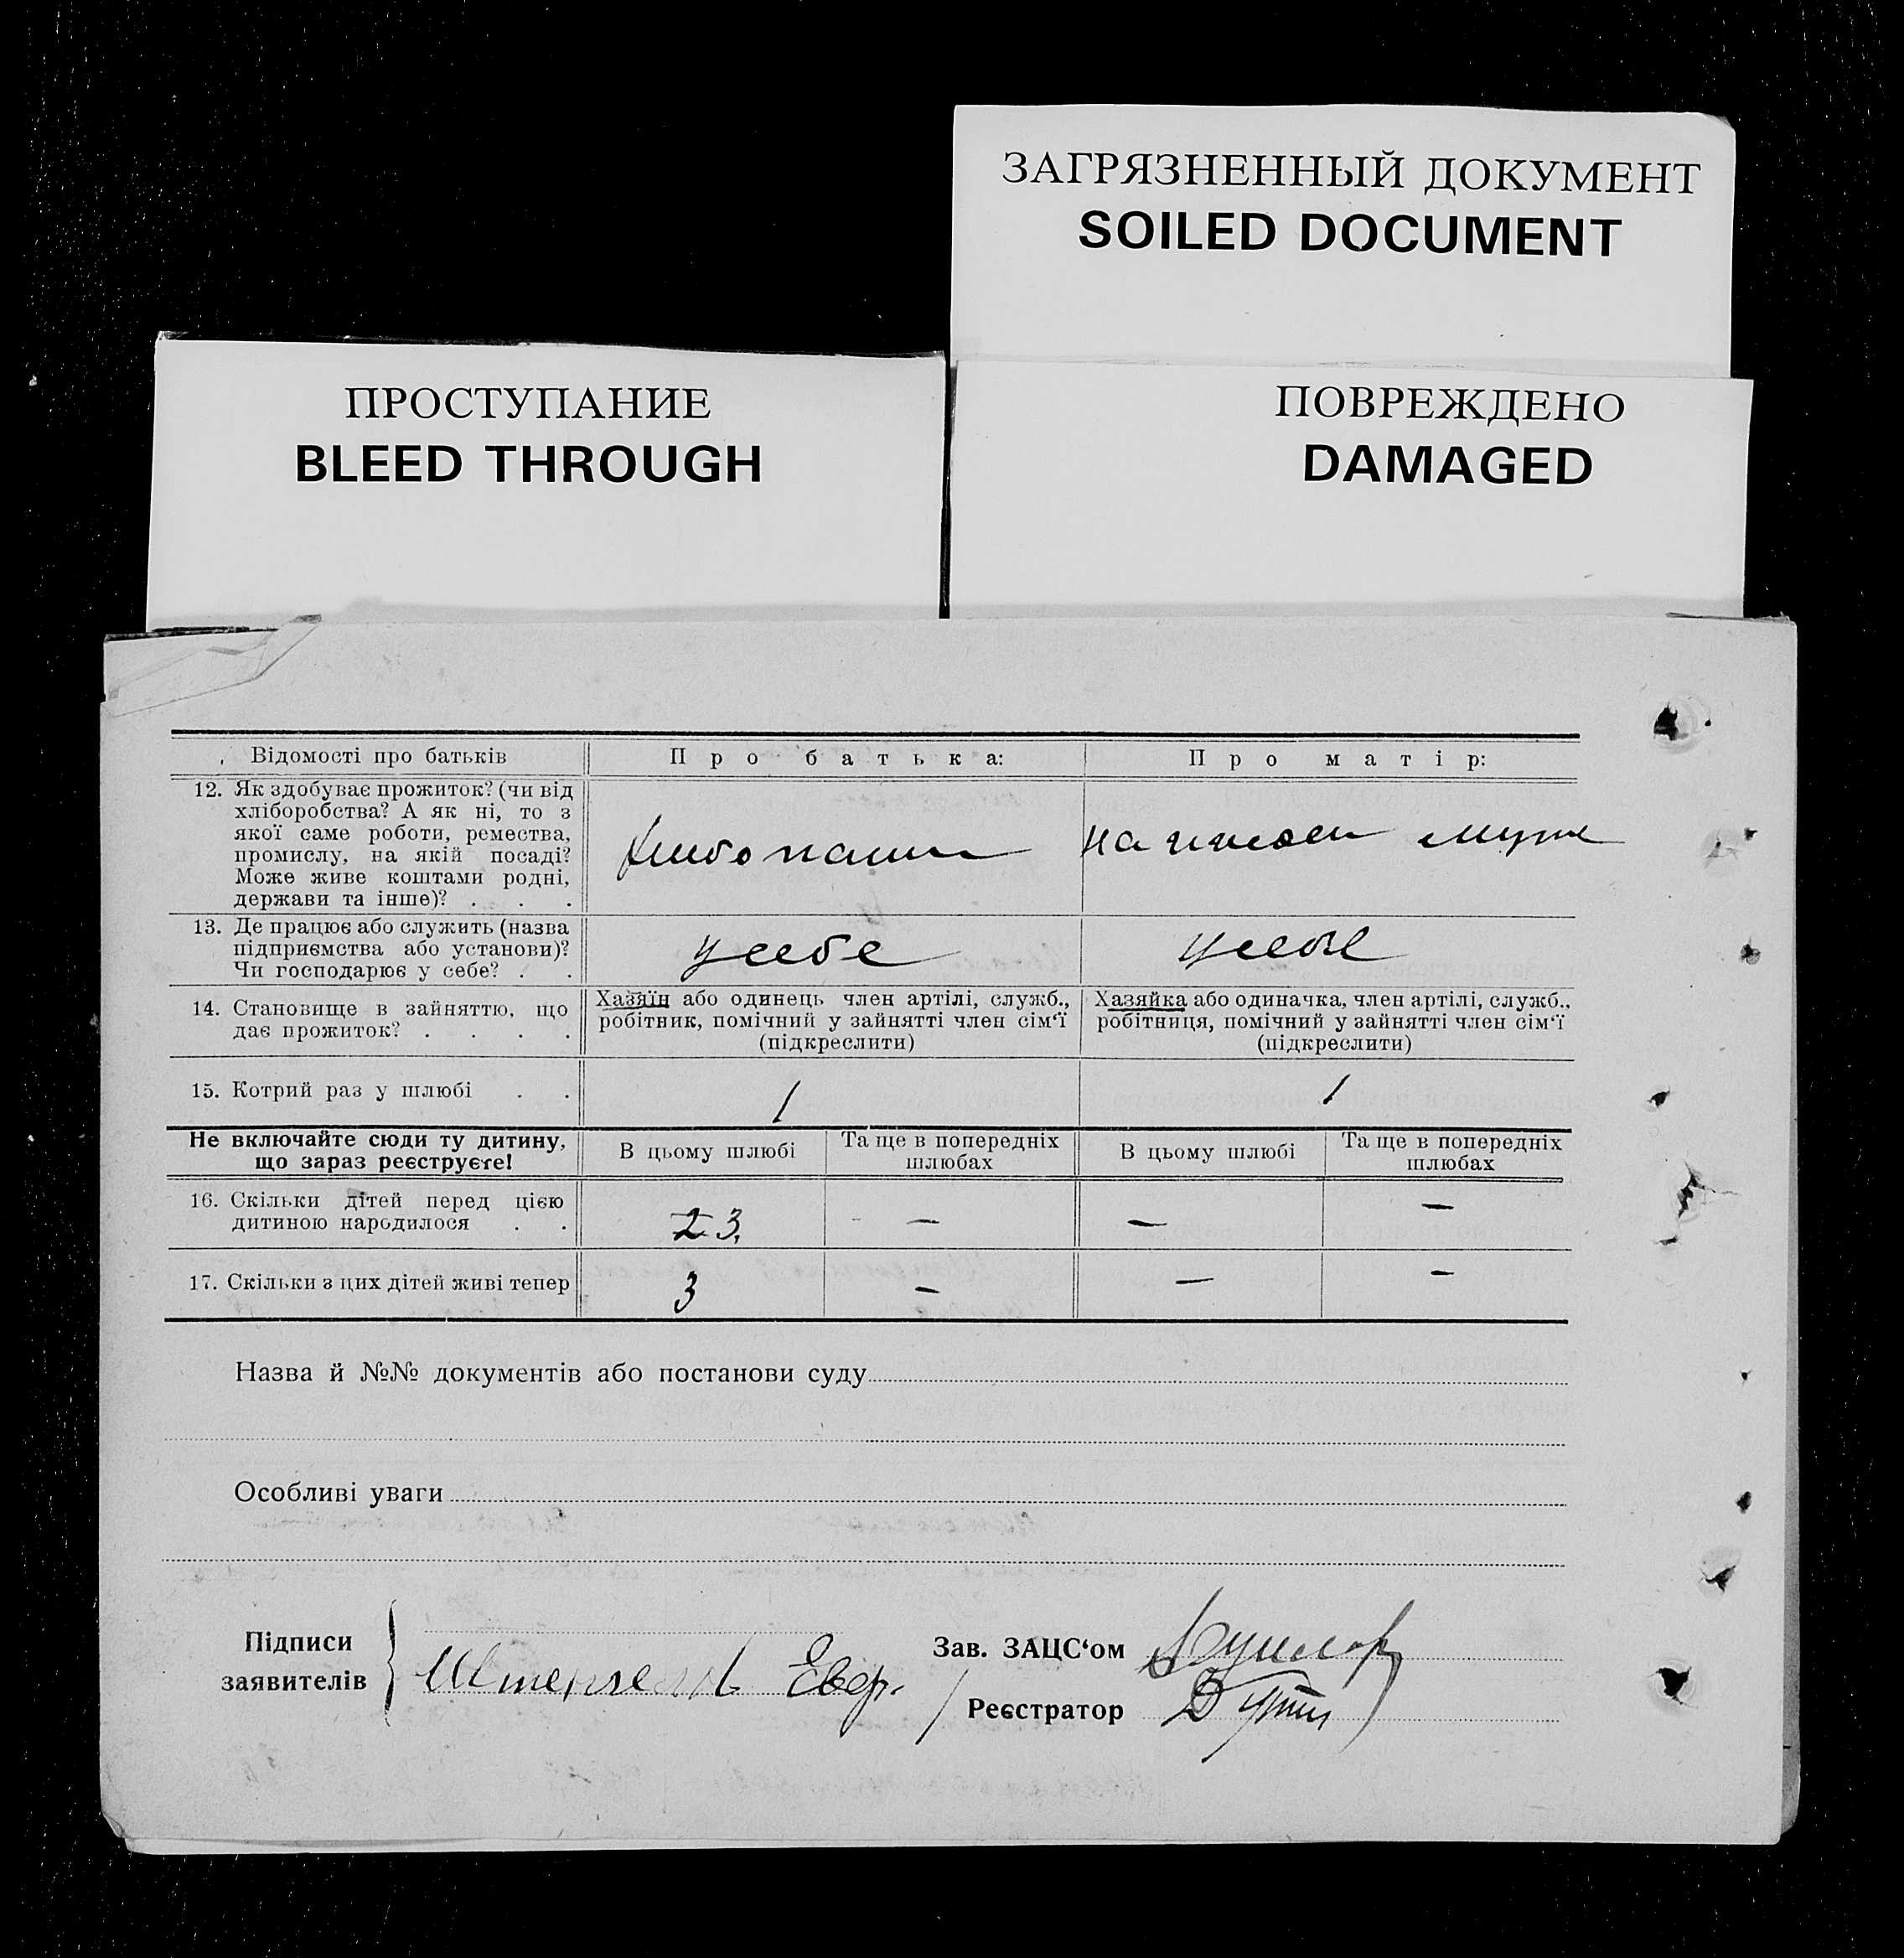 ЗАГРЯЗНЕННЫЙ ДОКУМЕНТ
SOILED DOCUMENT
ПРОСТУПАНИЕ
BLEED THROUGH
ПОВРЕЖДЕНО
DAMAGED
Відомості про батьків
Про батька:
Про матір:
12. Як здобуває прожиток? (чи від
хліборобства? А як ні, то з
якої саме роботи, ремества,
промислу, на якій посаді?
Може живе коштами родні,
держави та інше)? . . .
на мужа
13. Де працює або служить (назва
підприємства або установи)?
Чи господарює у себе? . .
у себе
у себе
14. Становище в зайняттю, що
дає прожиток? . . . .
Хазяїн або одинець член артілі, служб.,
робітник, помічний у зайнятті член сім‘ї
(підкреслити)
Хазяйка або одиначка, член артілі, служб.,
робітниця, помічний у зайнятті член сім‘ї
(підкреслити)
15. Котрий раз у шлюбі . .
1
1
Не включайте сюди ту дитину,
що зараз реєструєте!
В цьому шлюбі
Та ще в попередніх
шлюбах
В цьому шлюбі
Та ще в попередніх
шлюбах
16. Скільки дітей перед цією
дитиною народилося . .
2 3. — — —
17. Скільки з цих дітей живі тепер
3 — — —
Назва й №№ документів або постанови суду
Особливі уваги
Підписи
заявителів
Зав. ЗАЦС‘ом
Реєстратор